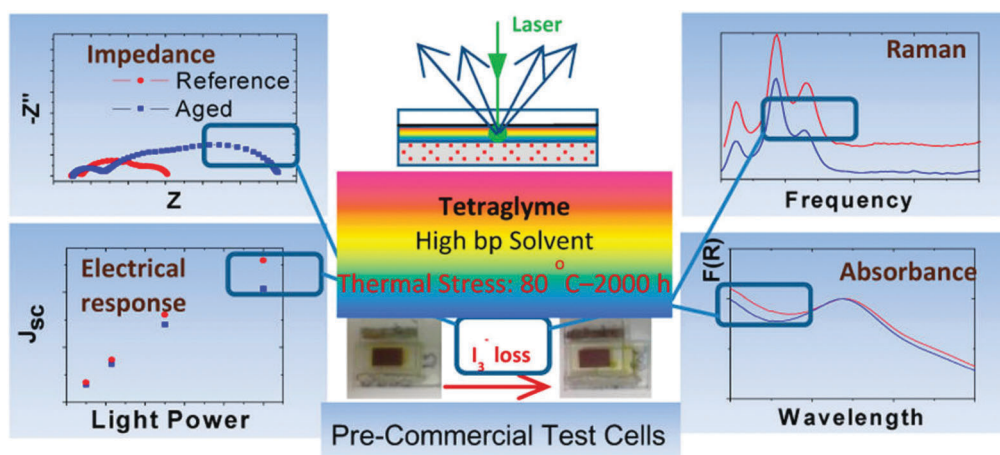 Impedance
Reference
Aged
-Z"
Z
Laser
Raman
Frequency
Tetraglyme
High bp Solvent
Thermal Stress: 80 °C–2000 h
Electrical
response
Jsc
Light Power
I3- loss
Absorbance
F(R)
Wavelength
Pre-Commercial Test Cells